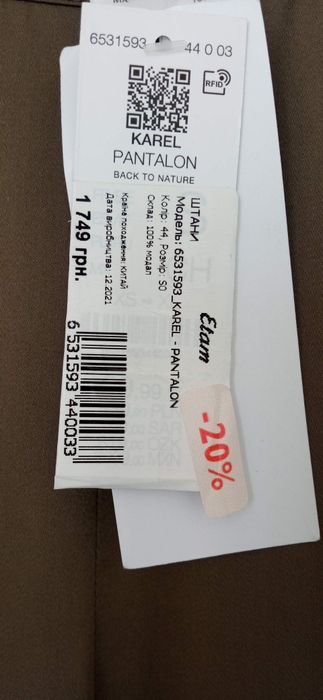 6531593 44 0 03
RFID
KAREL
PANTALON
BACK TO NATURE
Etam
ШТАНИ
Модель: 6531593_KAREL - PANTALON
Колір: 44, Розмір: S0
Склад: 100% модал
Країна походження: КИТАЙ
Дата виробництва: 12.2021
1 749 грн.
6 531593 440033
-20%